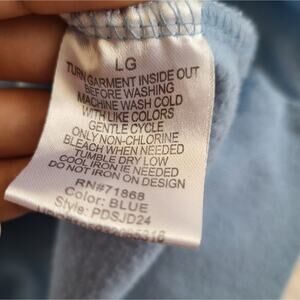 LG
TURN GARMENT INSIDE OUT
BEFORE WASHING
MACHINE WASH COLD
WITH LIKE COLORS
GENTLE CYCLE
ONLY NON-CHLORINE
BLEACH WHEN NEEDED
TUMBLE DRY LOW
COOL IRON IE NEEDED
DO NOT IRON ON DESIGN
RN#71868
Color: BLUE
Style: PDSJD24